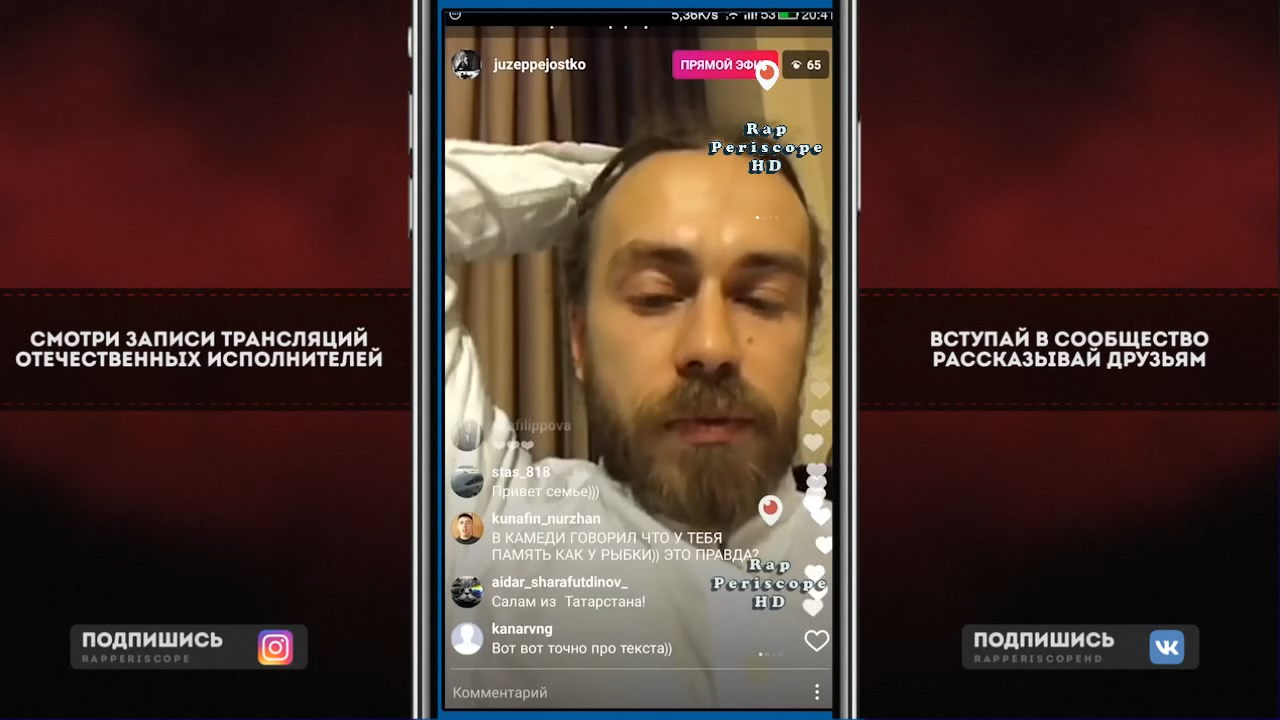 5,36K/s
53
20:41
juzeppejostko
ПРЯМОЙ ЭФИ
65
Rap
Periscope
HD
СМОТРИ ЗАПИСИ ТРАНСЛЯЦИЙ
ОТЕЧЕСТВЕННЫХ ИСПОЛНИТЕЛЕЙ
ВСТУПАЙ В СООБЩЕСТВО
РАССКАЗЫВАЙ ДРУЗЬЯМ
stas_818
Привет семье)))
kunafin_nurzhan
В КАМЕДИ ГОВОРИЛ ЧТО У ТЕБЯ
ПАМЯТЬ КАК У РЫБКИ)) ЭТО ПРАВДА?
Rap
Periscope
HD
aidar_sharafutdinov_
Салам из Татарстана!
kanarvng
Вот вот точно про текста))
Комментарий
ПОДПИШИСЬ
RAPPERISCOPE
ПОДПИШИСЬ
RAPPERISCOPEHD